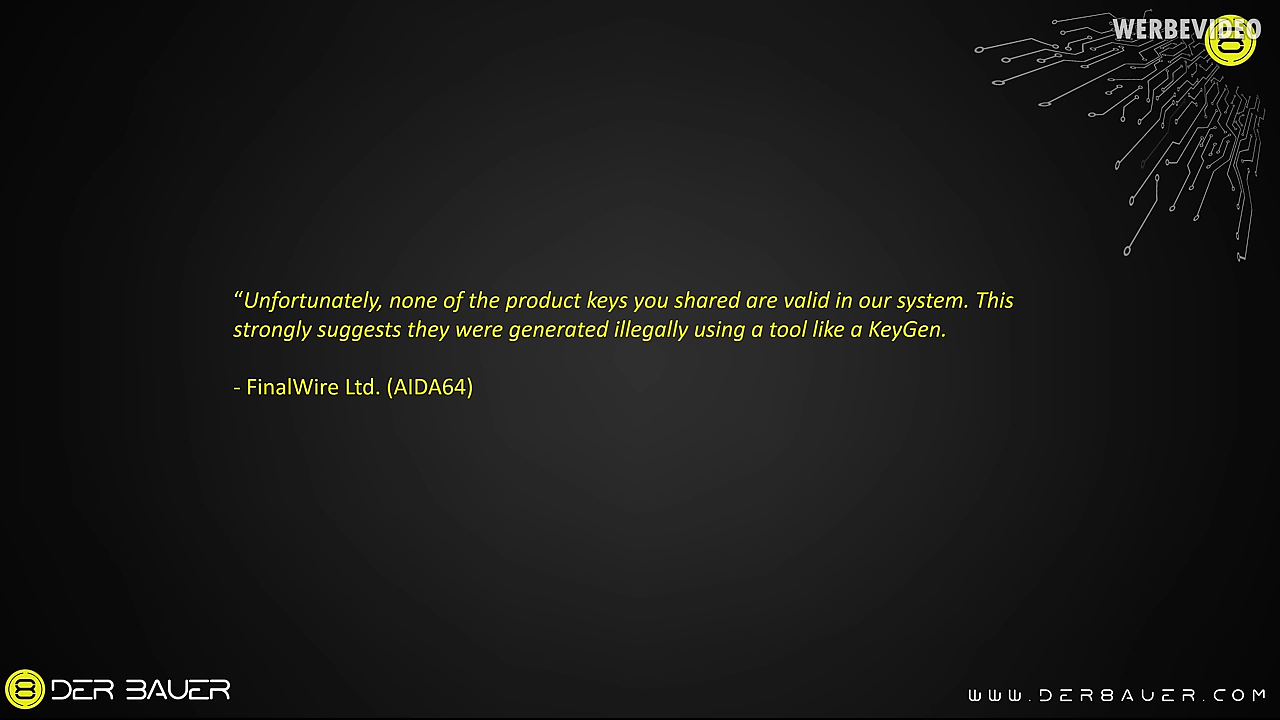 WERBEVIDEO
“Unfortunately, none of the product keys you shared are valid in our system. This
strongly suggests they were generated illegally using a tool like a KeyGen.
- FinalWire Ltd. (AIDA64)
8 DER BAUER
WWW.DER8AUER.COM